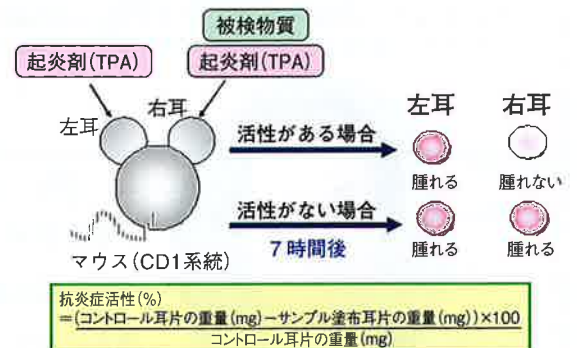 被検物質
起炎剤(TPA)
起炎剤(TPA)
左耳
右耳
左耳
右耳
活性がある場合
腫れる
腫れない
活性がない場合
7時間後
腫れる
腫れる
マウス(CD1系統)
抗炎症活性(%)
=(コントロール耳片の重量(mg)−サンプル塗布耳片の重量(mg))×100
コントロール耳片の重量(mg)